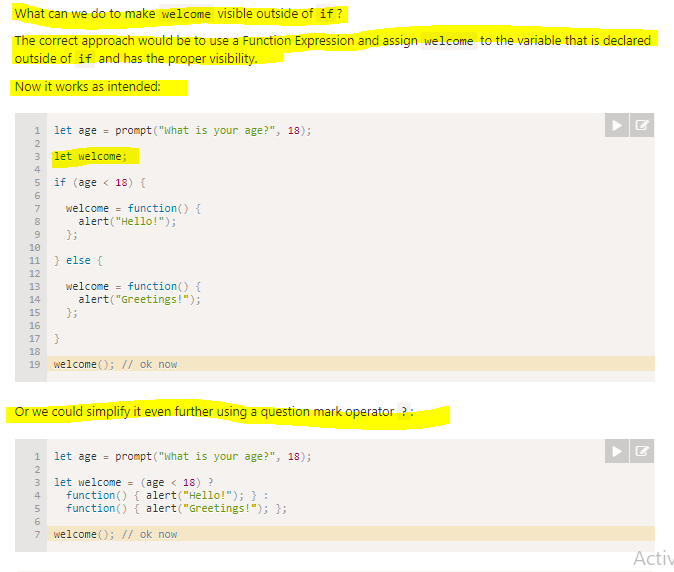 What can we do to make welcome visible outside of if?
The correct approach would be to use a Function Expression and assign welcome to the variable that is declared
outside of if and has the proper visibility.
Now it works as intended:
1 let age = prompt("What is your age?", 18);
2
3 let welcome;
4
5 if (age < 18) {
6
7   welcome = function() {
8     alert("Hello!");
9   };
10
11 } else {
12
13   welcome = function() {
14     alert("Greetings!");
15   };
16
17 }
18
19 welcome(); // ok now
Or we could simplify it even further using a question mark operator ?:
1 let age = prompt("What is your age?", 18);
2
3 let welcome = (age < 18) ?
4   function() { alert("Hello!"); } :
5   function() { alert("Greetings!"); };
6
7 welcome(); // ok now
Activ